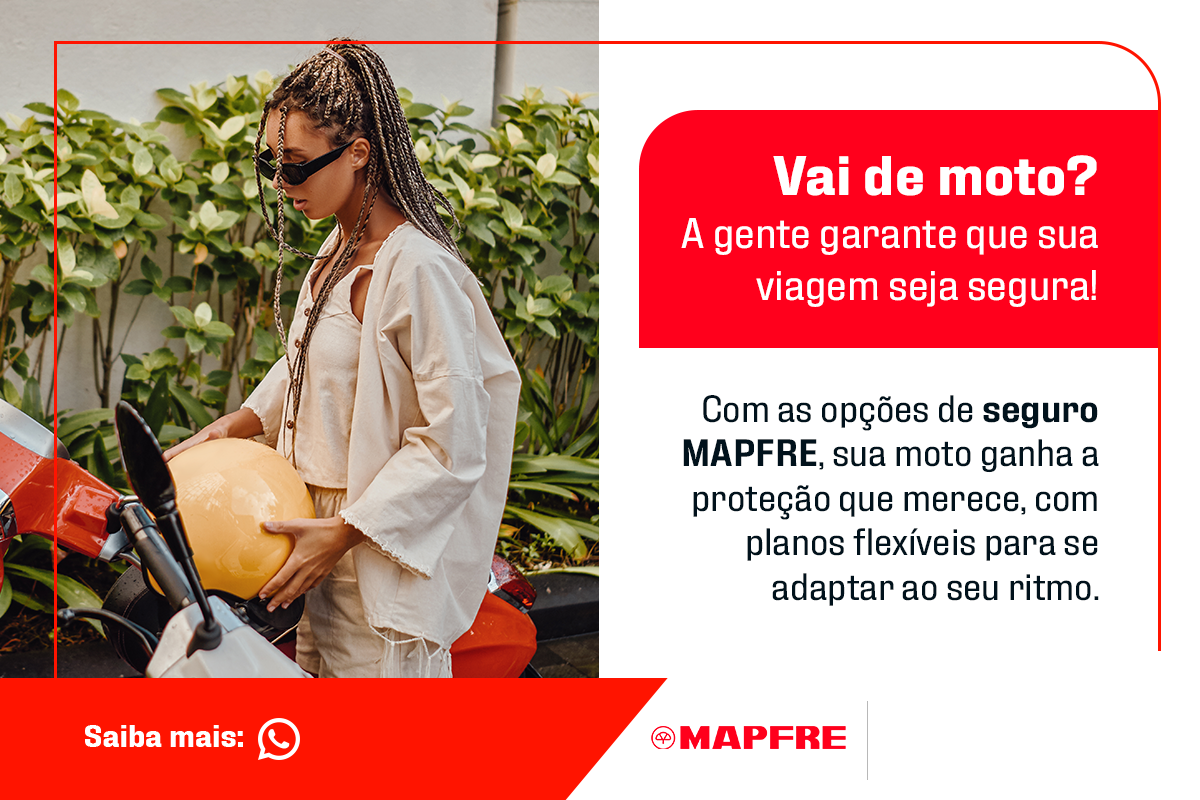 Vai de moto?
A gente garante que sua
viagem seja segura!
Com as opções de seguro
MAPFRE, sua moto ganha a
proteção que merece, com
planos flexíveis para se
adaptar ao seu ritmo.
Saiba mais:
MAPFRE